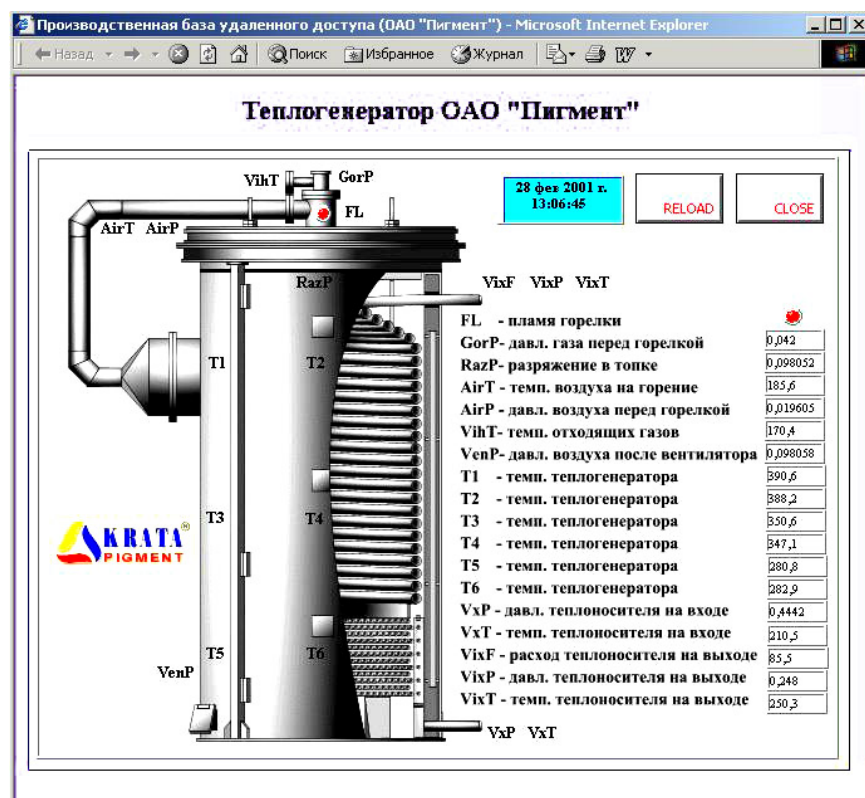 Производственная база удаленного доступа (ОАО "Пигмент") - Microsoft Internet Explorer
Назад Поиск Избранное Журнал
Теплогенератор ОАО "Пигмент"
VihT GorP
FL
AirT AirP
28 фев 2001 г.
13:06:45
RELOAD
CLOSE
RazP
VixF VixP VixT
T1 T2
T3 T4
T5 T6
VenP
VxP VxT
KRATA ®
PIGMENT
FL - пламя горелки
GorP- давл. газа перед горелкой 0,042
RazP- разряжение в топке 0,098052
AirT - темп. воздуха на горение 185,6
AirP - давл. воздуха перед горелкой 0,019605
VihT- темп. отходящих газов 170,4
VenP- давл. воздуха после вентилятора 0,098058
T1 - темп. теплогенератора 390,6
T2 - темп. теплогенератора 388,2
T3 - темп. теплогенератора 350,6
T4 - темп. теплогенератора 347,1
T5 - темп. теплогенератора 280,8
T6 - темп. теплогенератора 282,9
VxP - давл. теплоносителя на входе 0,4442
VxT - темп. теплоносителя на входе 210,5
VixF - расход теплоносителя на выходе 85,5
VixP - давл. теплоносителя на выходе 0,248
VixT - темп. теплоносителя на выходе 250,3